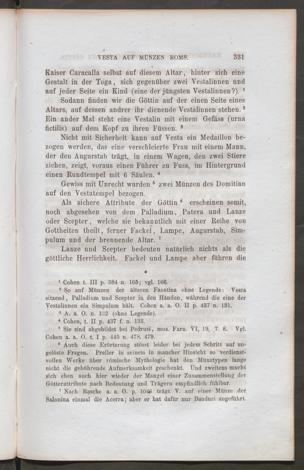 VESTA AUF MÜNZEN ROMS. 331
Kaiser Caracalla selbst auf diesem Altar, hinter sich eine
Gestalt in der Toga, sich gegenüber zwei Vestalinnen und
auf jeder Seite ein Kind (eine der jüngsten Vestalinnen?). ¹
Sodann finden wir die Göttin auf der einen Seite eines
Altars, auf dessen andrer ihr dienende Vestalinen stehen. ²
Ein ander Mal steht eine Vestalin mit einem Gefäss (urna
fictilis) auf dem Kopf zu ihren Füssen. ³
Nicht mit Sicherheit kann auf Vesta ein Medaillon be-
zogen werden, das eine verschleierte Frau mit einem Mann,
der den Augurstab trägt, in einem Wagen, den zwei Stiere
ziehen, zeigt, voraus einen Führer zu Fuss, im Hintergrund
einen Rundtempel mit 6 Säulen. ⁴
Gewiss mit Unrecht wurden ⁵ zwei Münzen des Domitian
auf den Vestatempel bezogen.
Als sichere Attribute der Göttin ⁶ erscheinen somit,
noch abgesehen von dem Palladium, Patera und Lanze
oder Scepter, welche sie bekanntlich mit einer Reihe von
Gottheiten theilt, ferner Fackel, Lampe, Augurstab, Sim-
pulum und der brennende Altar. ⁷
Lanze und Scepter bedeuten natürlich nichts als die
göttliche Herrlichkeit. Fackel und Lampe aber führen die
¹ Cohen t. III p. 384 n. 165; vgl. 166.
² So auf Münzen der älteren Faustina ohne Legende: Vesta
sitzend, Palladium und Scepter in den Händen, während die eine der
Vestalinnen ein Simpulum hält. Cohen a. a. O. II p. 437 n. 131.
³ A. a. O. n. 132 (ohne Legende).
⁴ Cohen, t. II p. 437 f. n. 133.
⁵ Sie sind abgebildet bei Pedrusi, mus. Farn. VI, 19, 7. 8. Vgl.
Cohen a. a. O. t. I p. 445 n. 478. 479.
⁶ Auch diese Erörterung stösst leider bei jedem Schritt auf un-
gelöste Fragen. Preller in seinem in mancher Hinsicht so verdienst-
vollen Werke über römische Mythologie hat den Münztypen lange
nicht die gebührende Aufmerksamkeit geschenkt. Und zweitens macht
sich eben auch hier wieder der Mangel einer Zusammenstellung der
Götterattribute nach Bedeutung und Trägern empfindlich fühlbar.
⁷ Nach Rasche a. a. O. p. trägt V. auf einer Münze der
Salonina einmal die Acerra; aber er hat dafür nur Banduri angeführt